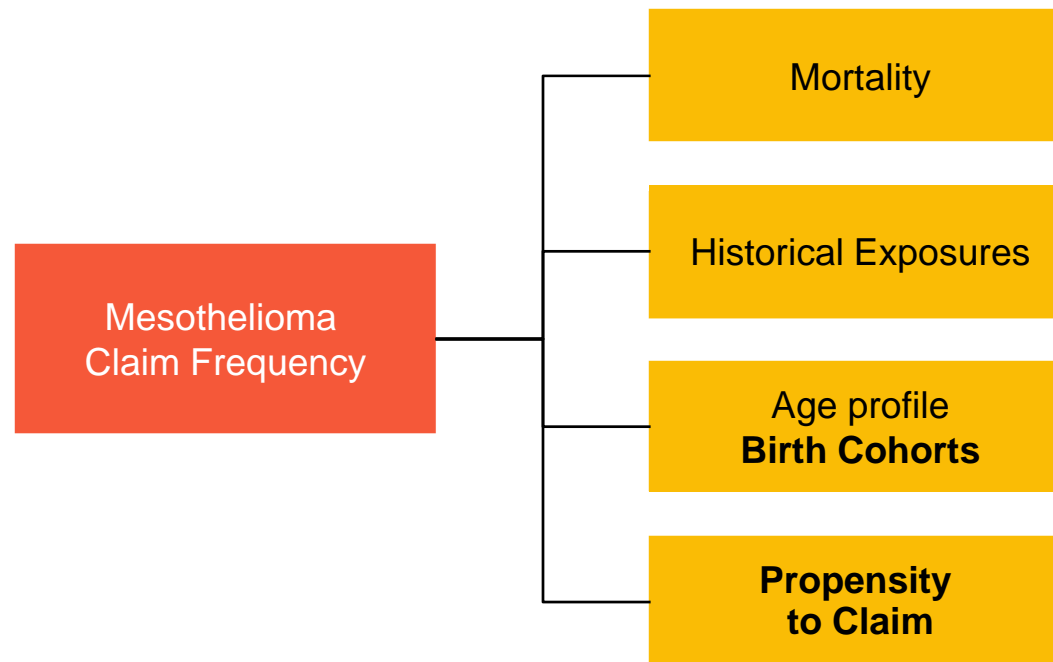 Mesothelioma
Claim Frequency
Mortality
Historical Exposures
Age profile
Birth Cohorts
Propensity
to Claim